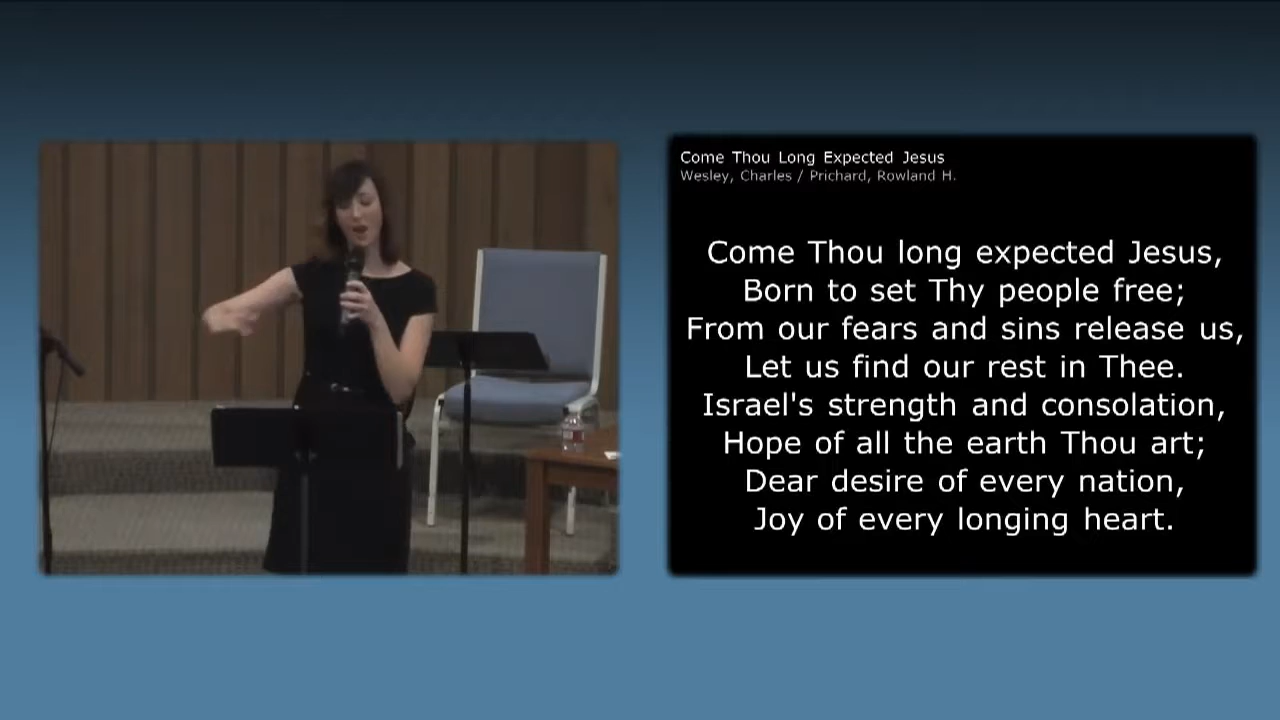 Come Thou Long Expected Jesus
Wesley, Charles / Prichard, Rowland H.
Come Thou long expected Jesus,
Born to set Thy people free;
From our fears and sins release us,
Let us find our rest in Thee.
Israel's strength and consolation,
Hope of all the earth Thou art;
Dear desire of every nation,
Joy of every longing heart.